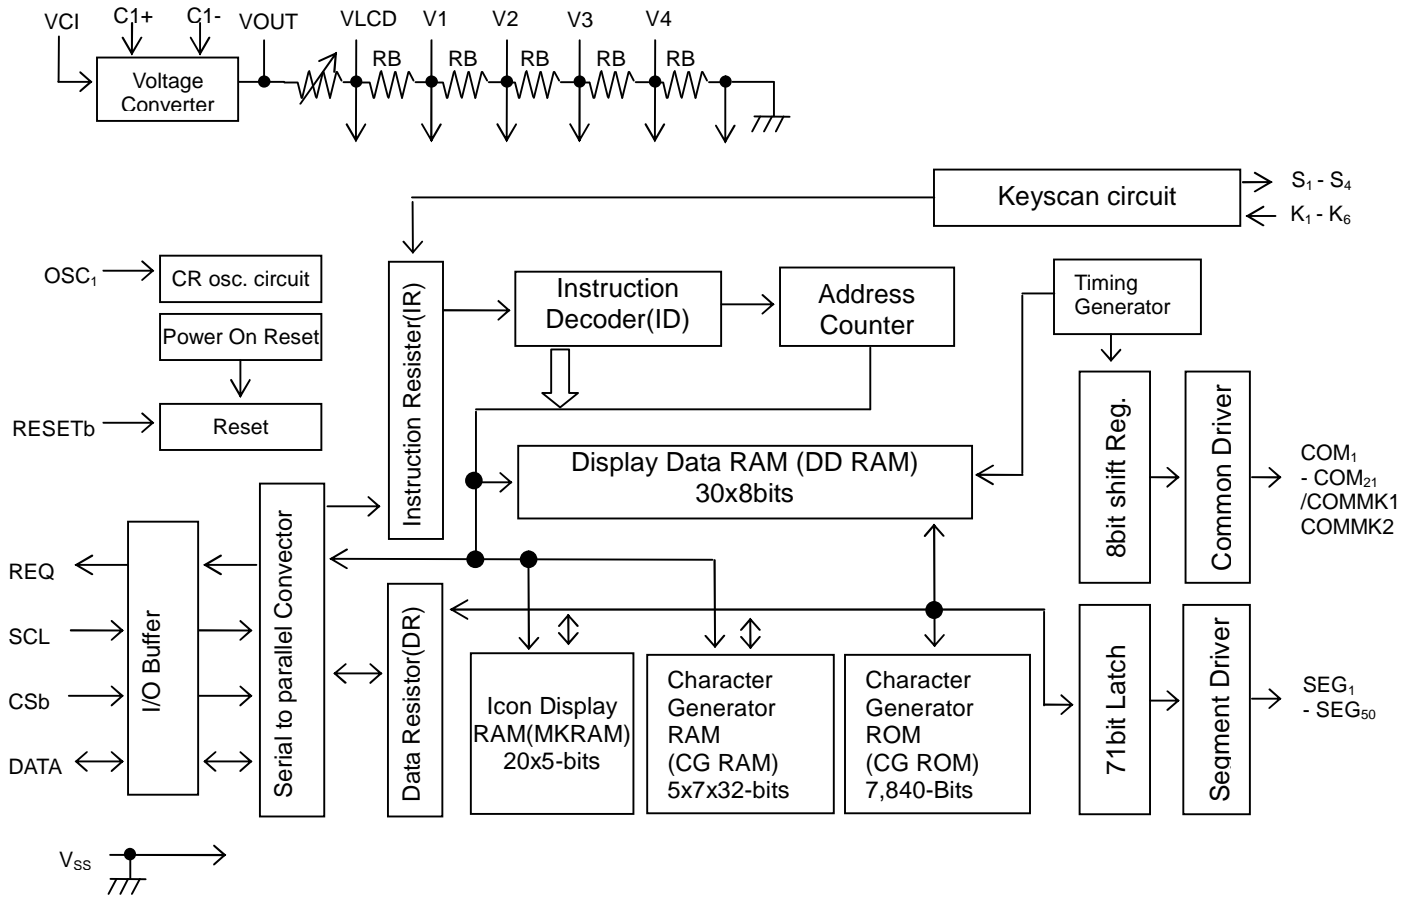 VCI
C1+
C1-
VOUT
VLCD
V1
V2
V3
V4
RB
RB
RB
RB
RB
Voltage
Converter
Keyscan circuit
S1 - S4
K1 - K6
OSC1
CR osc. circuit
Power On Reset
RESETb
Reset
Instruction Resister(IR)
Instruction
Decoder(ID)
Address
Counter
Timing
Generator
8bit shift Reg.
Common Driver
COM1
- COM21
/COMMK1
COMMK2
Display Data RAM (DD RAM)
30x8bits
REQ
SCL
CSb
DATA
I/O Buffer
Serial to parallel Convector
Data Resistor(DR)
Icon Display
RAM(MKRAM)
20x5-bits
Character
Generator
RAM
(CG RAM)
5x7x32-bits
Character
Generator
ROM
(CG ROM)
7,840-Bits
71bit Latch
Segment Driver
SEG1
- SEG50
VSS